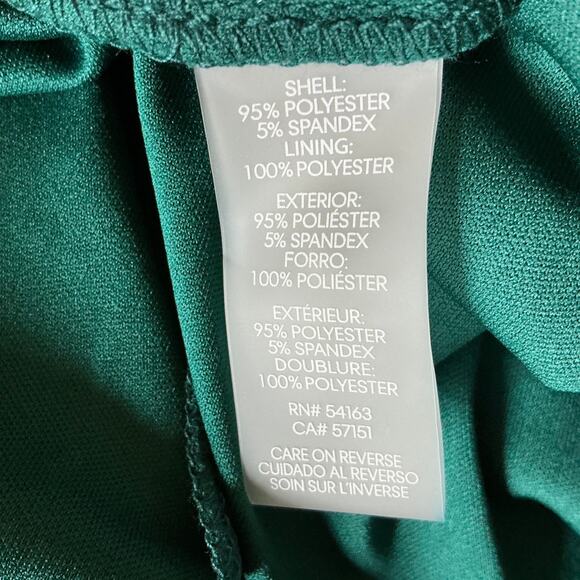 SHELL:
95% POLYESTER
5% SPANDEX
LINING:
100% POLYESTER
EXTERIOR:
95% POLIÉSTER
5% SPANDEX
FORRO:
100% POLIÉSTER
EXTÉRIEUR:
95% POLYESTER
5% SPANDEX
DOUBLURE:
100% POLYESTER
RN# 54163
CA# 57151
CARE ON REVERSE
CUIDADO AL REVERSO
SOIN SUR L'INVERSE